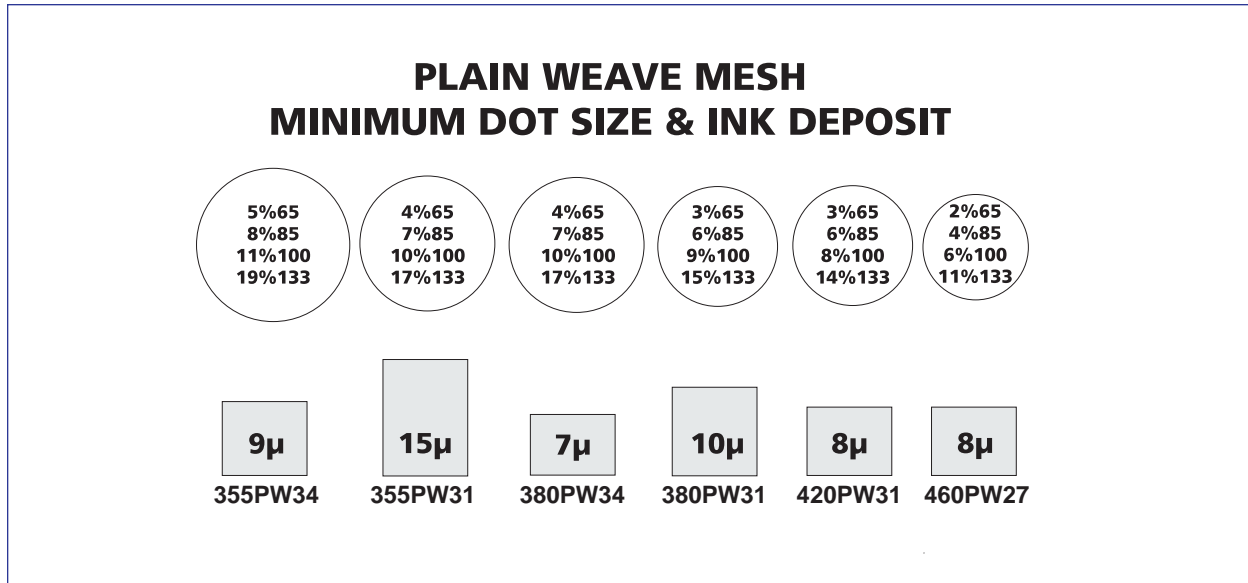 PLAIN WEAVE MESH
MINIMUM DOT SIZE & INK DEPOSIT
5%65
8%85
11%100
19%133
4%65
7%85
10%100
17%133
4%65
7%85
10%100
17%133
3%65
6%85
9%100
15%133
3%65
6%85
8%100
14%133
2%65
4%85
6%100
11%133
9µ
15µ
7µ
10µ
8µ
8µ
355PW34
355PW31
380PW34
380PW31
420PW31
460PW27